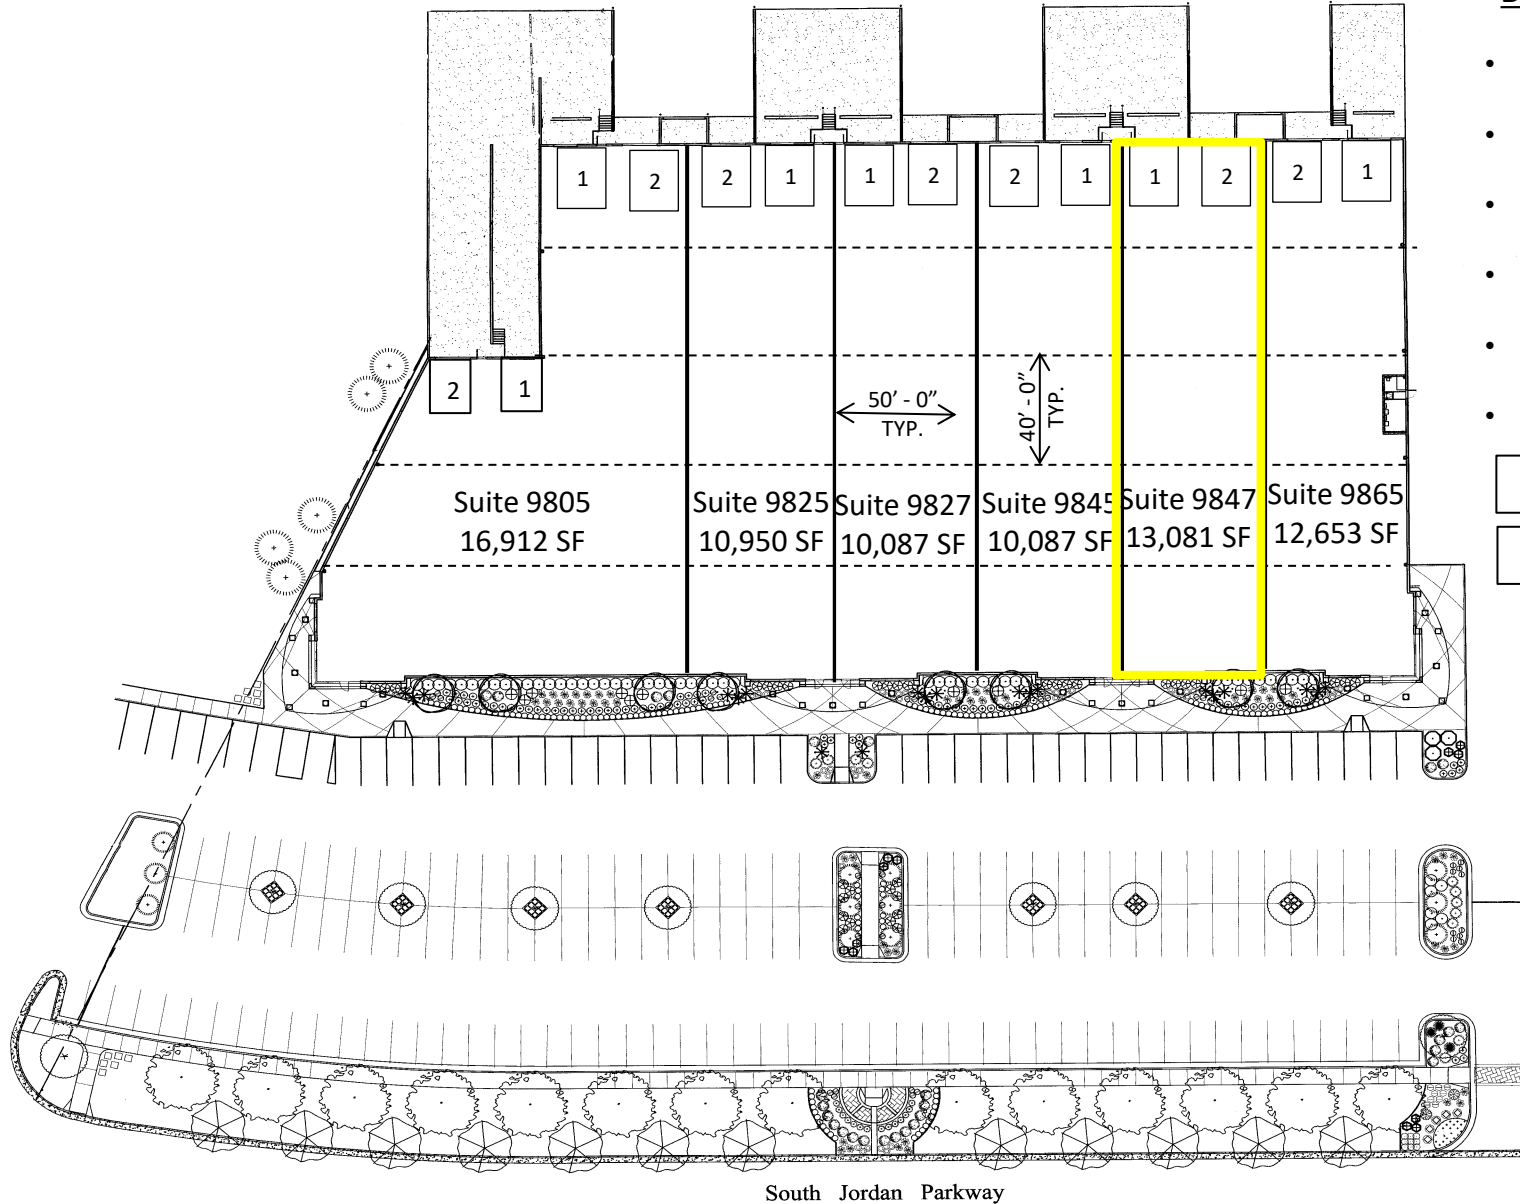 •
•
•
•
•
•
1 2 2 1 1 2 2 1 1 2 2 1
2 1
50' - 0"
TYP.
40' - 0"
TYP.
Suite 9805
16,912 SF
Suite 9825
10,950 SF
Suite 9827
10,087 SF
Suite 9845
10,087 SF
Suite 9847
13,081 SF
Suite 9865
12,653 SF
South Jordan Parkway